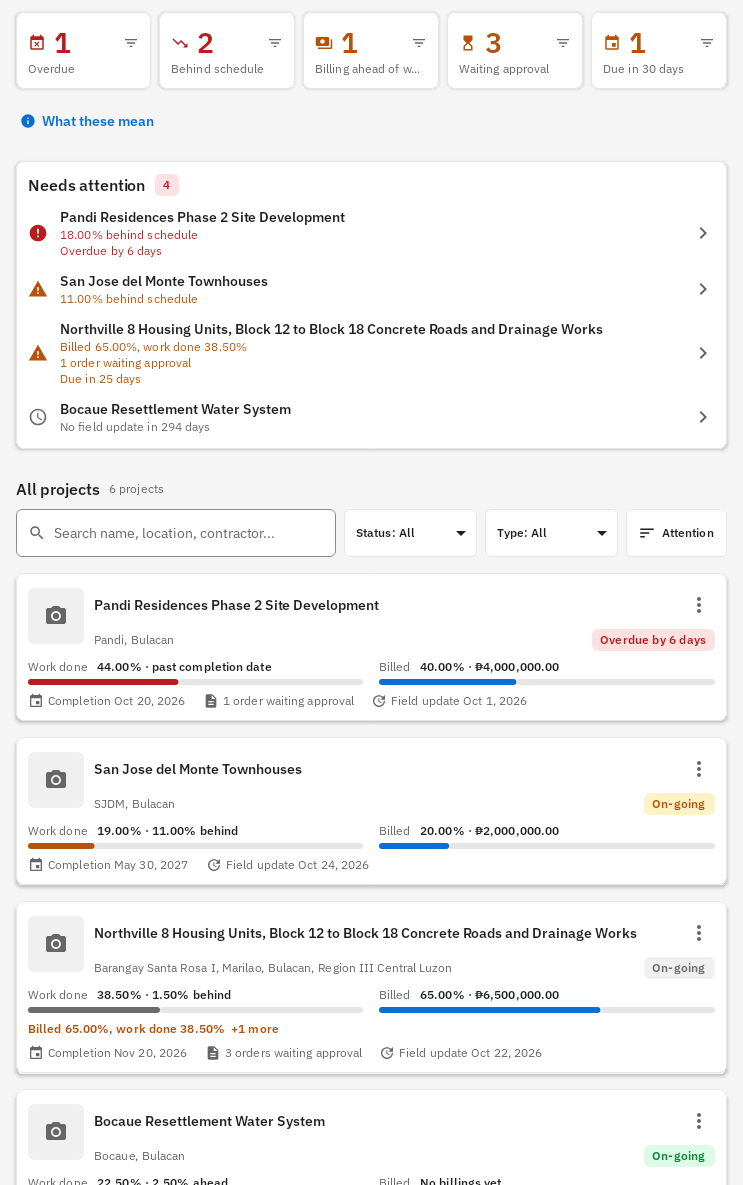 1
Overdue
2
Behind schedule
1
Billing ahead of w...
3
Waiting approval
1
Due in 30 days
What these mean
Needs attention 4
Pandi Residences Phase 2 Site Development
18.00% behind schedule
Overdue by 6 days
San Jose del Monte Townhouses
11.00% behind schedule
Northville 8 Housing Units, Block 12 to Block 18 Concrete Roads and Drainage Works
Billed 65.00%, work done 38.50%
1 order waiting approval
Due in 25 days
Bocaue Resettlement Water System
No field update in 294 days
All projects 6 projects
Search name, location, contractor... Status: All Type: All Attention
Pandi Residences Phase 2 Site Development
Pandi, Bulacan Overdue by 6 days
Work done 44.00% · past completion date Billed 40.00% · ₱4,000,000.00
Completion Oct 20, 2026 1 order waiting approval Field update Oct 1, 2026
San Jose del Monte Townhouses
SJDM, Bulacan On-going
Work done 19.00% · 11.00% behind Billed 20.00% · ₱2,000,000.00
Completion May 30, 2027 Field update Oct 24, 2026
Northville 8 Housing Units, Block 12 to Block 18 Concrete Roads and Drainage Works
Barangay Santa Rosa I, Marilao, Bulacan, Region III Central Luzon On-going
Work done 38.50% · 1.50% behind Billed 65.00% · ₱6,500,000.00
Billed 65.00%, work done 38.50% +1 more
Completion Nov 20, 2026 3 orders waiting approval Field update Oct 22, 2026
Bocaue Resettlement Water System
Bocaue, Bulacan On-going
Work done 22.50% · 2.50% ahead Billed No billings yet